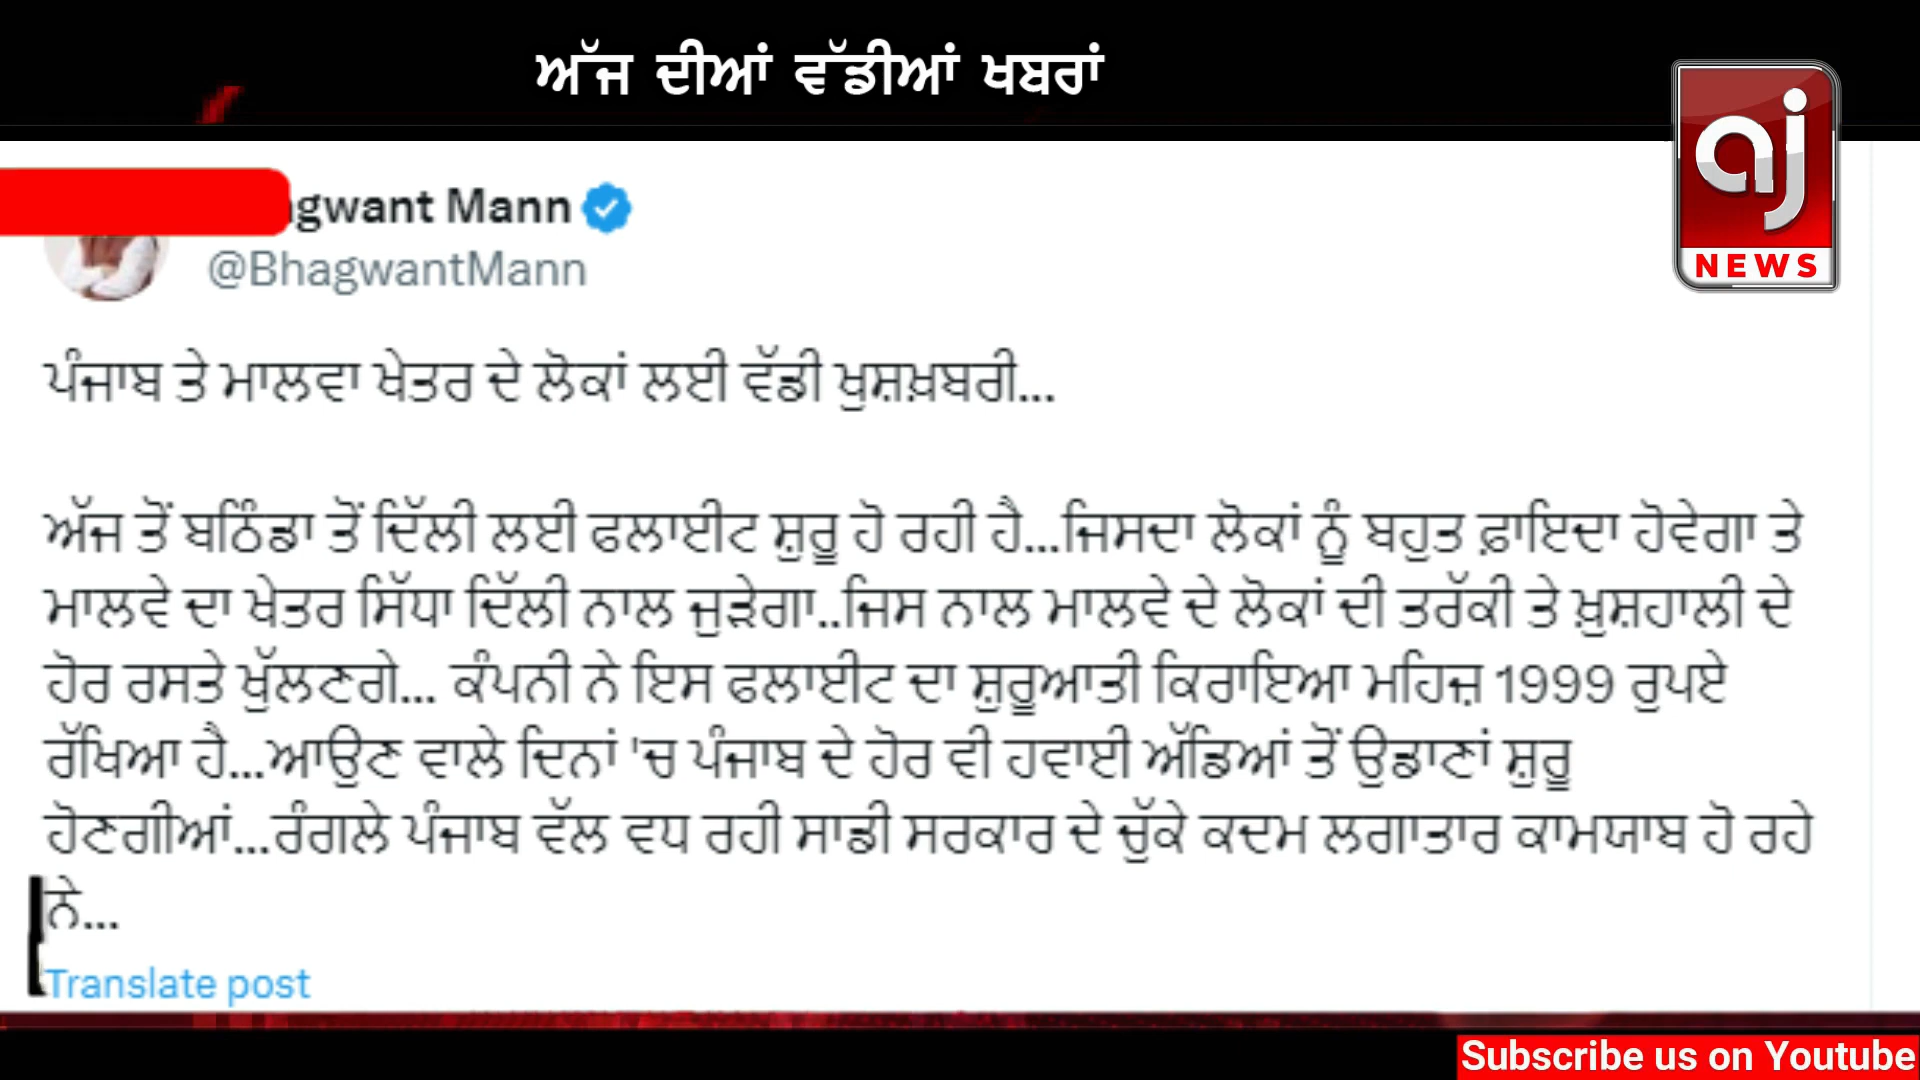 ਅੱਜ ਦੀਆਂ ਵੱਡੀਆਂ ਖਬਰਾਂ
aj
NEWS
Mann
@BhagwantMann
ਪੰਜਾਬ ਤੇ ਮਾਲਵਾ ਖੇਤਰ ਦੇ ਲੋਕਾਂ ਲਈ ਵੱਡੀ ਖੁਸ਼ਖ਼ਬਰੀ...
ਅੱਜ ਤੋਂ ਬਠਿੰਡਾ ਤੋਂ ਦਿੱਲੀ ਲਈ ਫਲਾਈਟ ਸ਼ੁਰੂ ਹੋ ਰਹੀ ਹੈ...ਜਿਸਦਾ ਲੋਕਾਂ ਨੂੰ ਬਹੁਤ ਫ਼ਾਇਦਾ ਹੋਵੇਗਾ ਤੇ
ਮਾਲਵੇ ਦਾ ਖੇਤਰ ਸਿੱਧਾ ਦਿੱਲੀ ਨਾਲ ਜੁੜੇਗਾ..ਜਿਸ ਨਾਲ ਮਾਲਵੇ ਦੇ ਲੋਕਾਂ ਦੀ ਤਰੱਕੀ ਤੇ ਖ਼ੁਸ਼ਹਾਲੀ ਦੇ
ਹੋਰ ਰਸਤੇ ਖੁੱਲਣਗੇ... ਕੰਪਨੀ ਨੇ ਇਸ ਫਲਾਈਟ ਦਾ ਸ਼ੁਰੂਆਤੀ ਕਿਰਾਇਆ ਮਹਿਜ਼ 1999 ਰੁਪਏ
ਰੱਖਿਆ ਹੈ...ਆਉਣ ਵਾਲੇ ਦਿਨਾਂ 'ਚ ਪੰਜਾਬ ਦੇ ਹੋਰ ਵੀ ਹਵਾਈ ਅੱਡਿਆਂ ਤੋਂ ਉਡਾਣਾਂ ਸ਼ੁਰੂ
ਹੋਣਗੀਆਂ...ਰੰਗਲੇ ਪੰਜਾਬ ਵੱਲ ਵਧ ਰਹੀ ਸਾਡੀ ਸਰਕਾਰ ਦੇ ਚੁੱਕੇ ਕਦਮ ਲਗਾਤਾਰ ਕਾਮਯਾਬ ਹੋ ਰਹੇ
ਨੇ...
Translate post
Subscribe us on Youtube